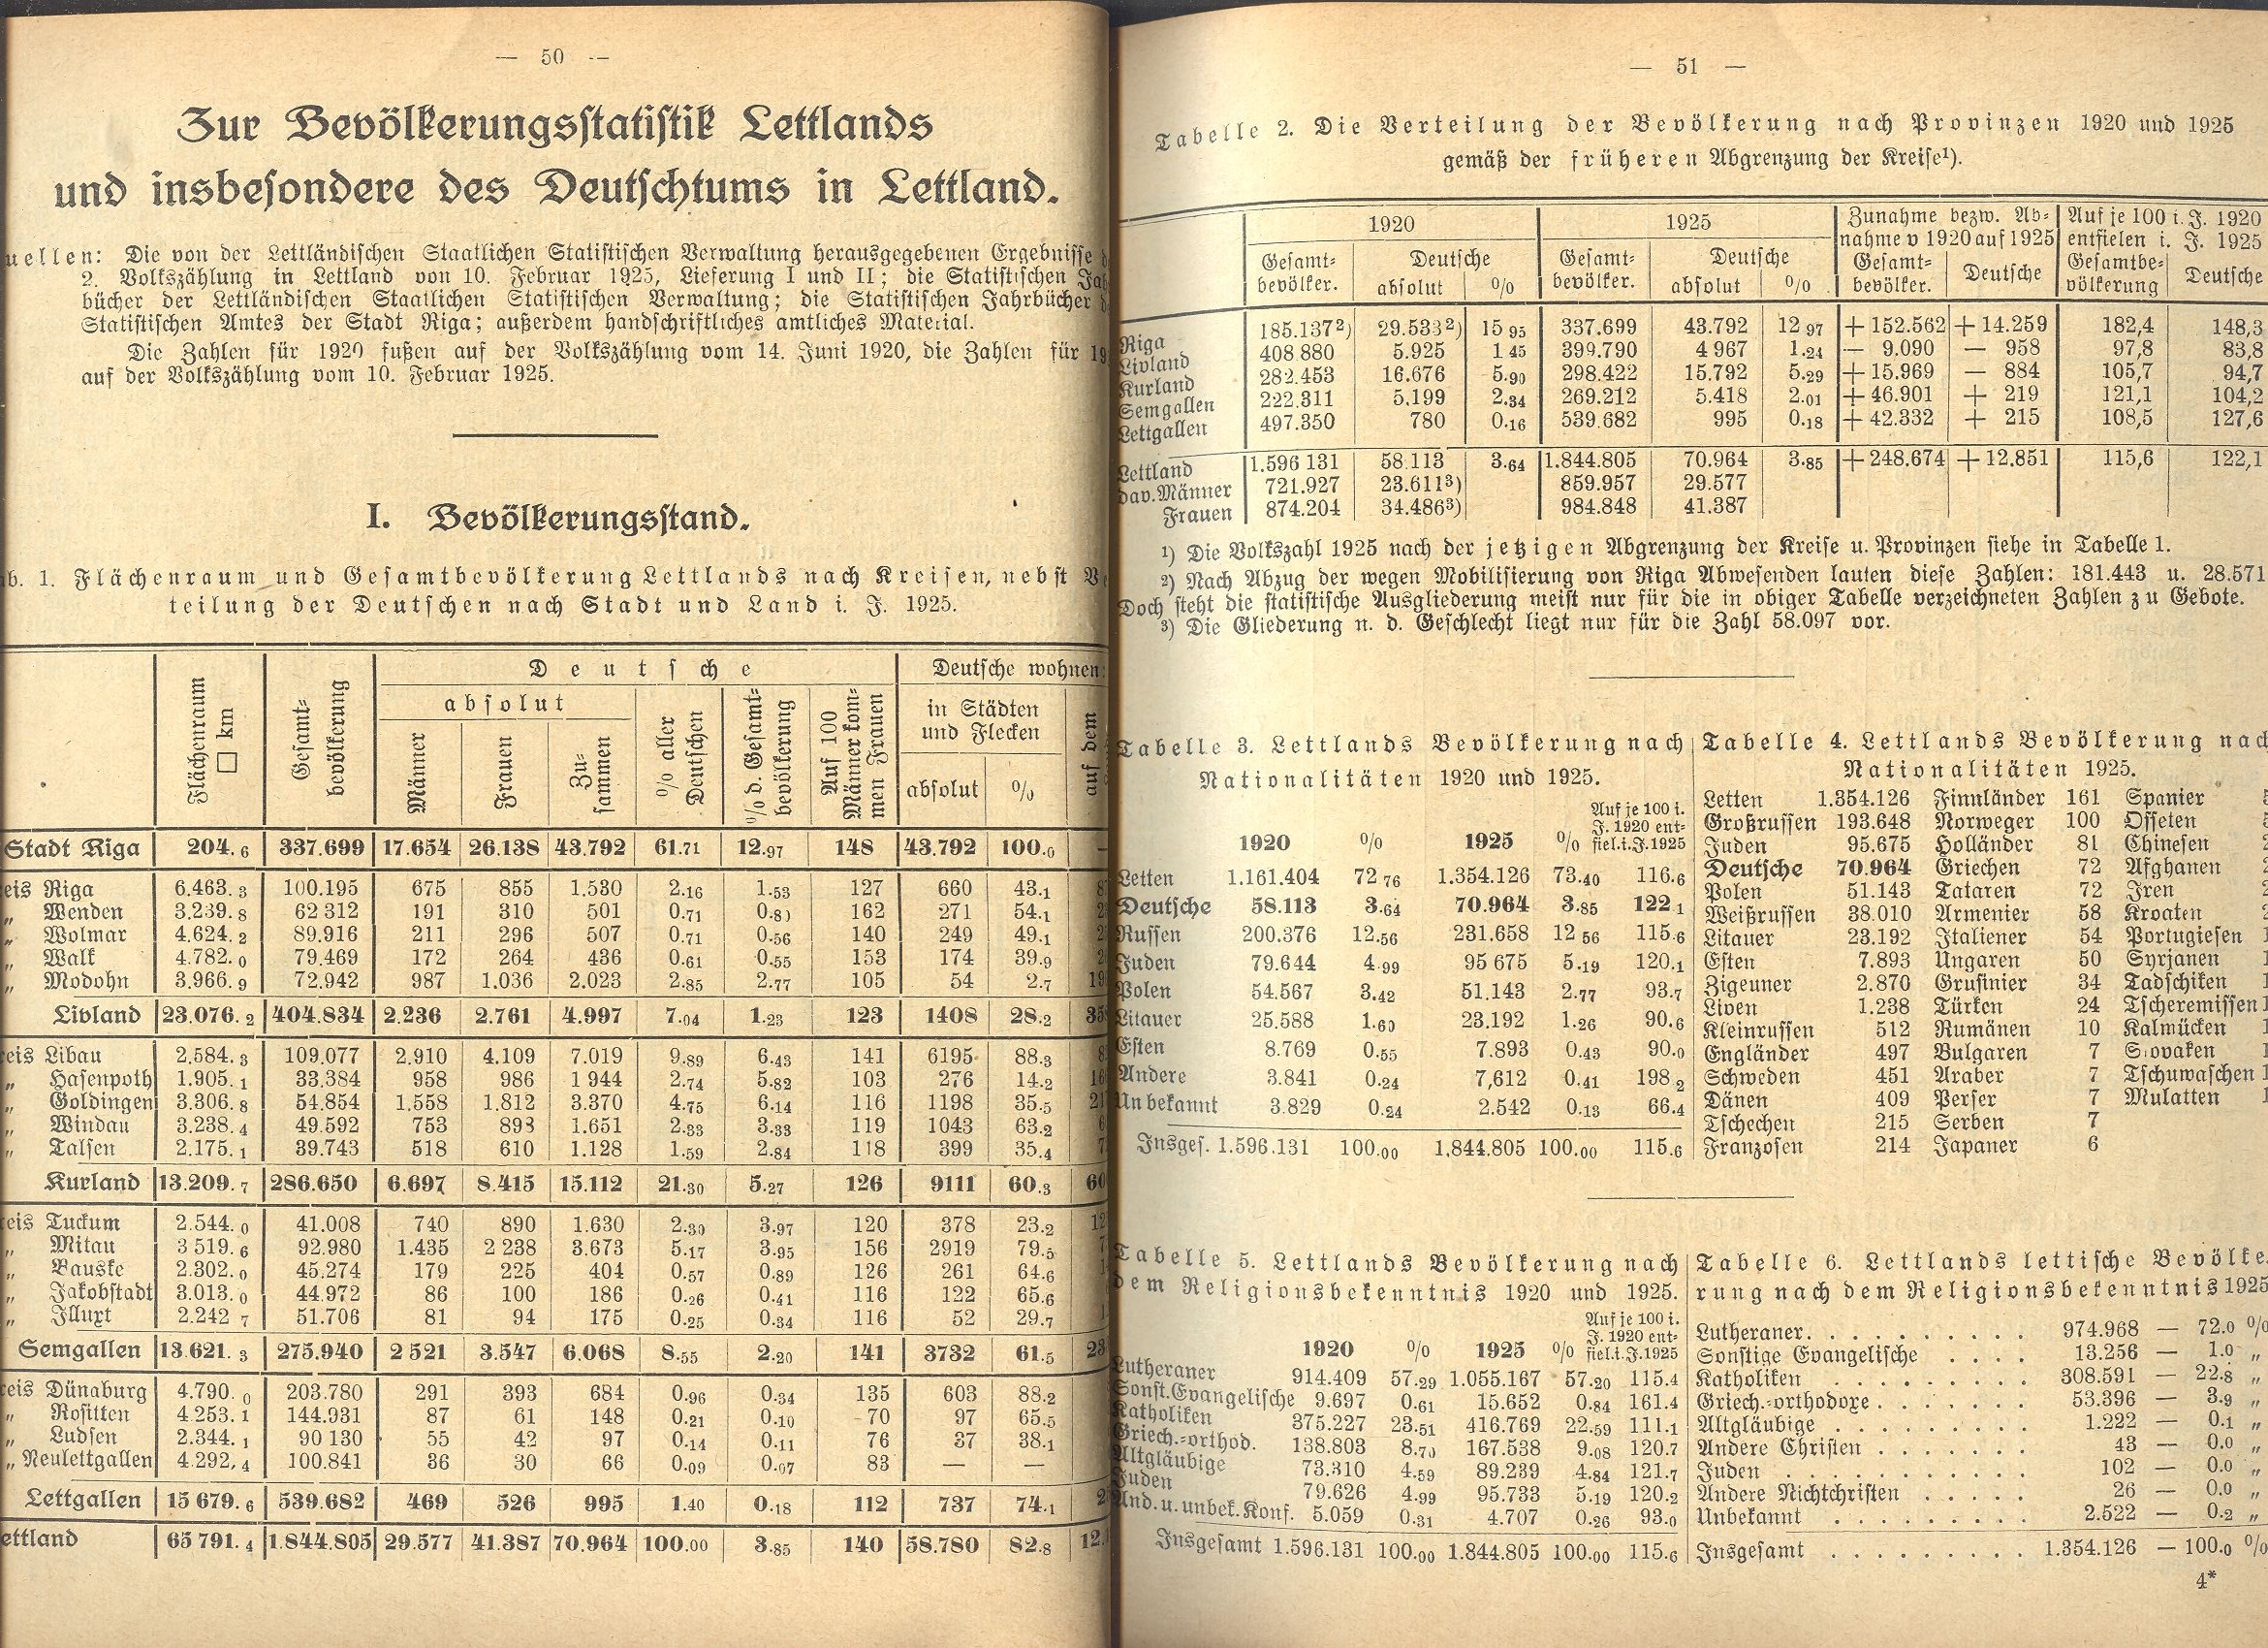 — 50 —
Zur Bevölkerungsstatistik Lettlands
und insbesondere des Deutschtums in Lettland.
uellen: Die von der Lettländischen Staatlichen Statistischen Verwaltung herausgegebenen Ergebnisse
2. Volkszählung in Lettland von 10. Februar 1925, Lieferung I und II; die Statistischen
bücher der Lettländischen Staatlichen Statistischen Verwaltung; die Statistischen Jahrbücher
Statistischen Amtes der Stadt Riga; außerdem handschriftliches amtliches Material.
Die Zahlen für 1920 fußen auf der Volkszählung vom 14. Juni 1920, die Zahlen für
auf der Volkszählung vom 10. Februar 1925.
I. Bevölkerungsstand.
b. 1. Flächenraum und Gesamtbevölkerung Lettlands nach Kreisen, nebst
teilung der Deutschen nach Stadt und Land i. J. 1925.
Flächenraum □ km
Gesamt-bevölkerung
Deutsche
absolut
Männer
Frauen
Zu-sammen
% aller Deutschen
% d. Gesamt-bevölkerung
Auf 100 Männer kom-men Frauen
Deutsche wohnen:
in Städten und Flecken
absolut
%
auf dem
Stadt Riga 204.6 337.699 17.654 26.138 43.792 61.71 12.97 148 43.792 100.0 —
eis Riga 6.463.3 100.195 675 855 1.530 2.16 1.53 127 660 43.1
„ Wenden 3.239.8 62 312 191 310 501 0.71 0.8 162 271 54.1
„ Wolmar 4.624.2 89.916 211 296 507 0.71 0.56 140 249 49.1
„ Walk 4.782.0 79.469 172 264 436 0.61 0.55 153 174 39.9
„ Modohn 3.966.9 72.942 987 1.036 2.023 2.85 2.77 105 54 2.7
Livland 23.076.2 404.834 2.236 2.761 4.997 7.04 1.23 123 1408 28.2
eis Libau 2.584.3 109.077 2.910 4.109 7.019 9.89 6.43 141 6195 88.3
„ Hasenpoth 1.905.1 33.384 958 986 1 944 2.74 5.82 103 276 14.2
„ Goldingen 3.306.8 54.854 1.558 1.812 3.370 4.75 6.14 116 1198 35.5
„ Windau 3.238.4 49.592 753 898 1.651 2.33 3.33 119 1043 63.2
„ Talsen 2.175.1 39.743 518 610 1.128 1.59 2.84 118 399 35.4
Kurland 13.209.7 286.650 6.697 8.415 15.112 21.30 5.27 126 9111 60.3
eis Tuckum 2.544.0 41.008 740 890 1.630 2.30 3.97 120 378 23.2
„ Mitau 3 519.6 92.980 1.435 2 238 3.673 5.17 3.95 156 2919 79.5
„ Bauske 2.302.0 45.274 179 225 404 0.57 0.89 126 261 64.6
„ Jakobstadt 3.013.0 44.972 86 100 186 0.26 0.41 116 122 65.6
„ Illuxt 2.242 7 51.706 81 94 175 0.25 0.34 116 52 29.7
Semgallen 13.621.3 275.940 2 521 3.547 6.068 8.55 2.20 141 3732 61.5
eis Dünaburg 4.790.0 203.780 291 393 684 0.96 0.34 135 603 88.2
„ Rositten 4.253.1 144.931 87 61 148 0.21 0.10 70 97 65.5
„ Ludsen 2.344.1 90 130 55 42 97 0.14 0.11 76 37 38.1
„ Neulettgallen 4.292,4 100.841 36 30 66 0.09 0.07 83 — —
Lettgallen 15 679.6 539.682 469 526 995 1.40 0.18 112 737 74.1
ettland 65 791.4 1.844.805 29.577 41.387 70.964 100.00 3.85 140 58.780 82.8
— 51 —
Tabelle 2. Die Verteilung der Bevölkerung nach Provinzen 1920 und 1925
gemäß der früheren Abgrenzung der Kreise¹).
1920 1925 Zunahme bezw. Ab- Auf je 100 i. J. 1920
nahme v 1920 auf 1925 entfielen i. J. 1925
Gesamt- Deutsche Gesamt- Deutsche Gesamt- Deutsche Gesamtbe- Deutsche
bevölker. absolut % bevölker. absolut % bevölker. völkerung
Riga 185.137²) 29.533²) 15 95 337.699 43.792 12 97 + 152.562 + 14.259 182,4 148,3
Livland 408 880 5.925 1 45 399.790 4 967 1.24 — 9.090 — 958 97,8 83,8
Kurland 282.453 16.676 5.90 298.422 15.792 5.29 + 15.969 — 884 105,7 94,7
Semgallen 222.311 5.199 2.34 269.212 5.418 2.01 + 46.901 + 219 121,1 104,2
Lettgallen 497.350 780 0.16 539.682 995 0.18 + 42.332 + 215 108,5 127,6
Lettland 1.596 131 58.113 3.64 1.844.805 70.964 3.85 + 248.674 + 12.851 115,6 122,1
dav. Männer 721.927 23.611³) 859.957 29.577
Frauen 874.204 34.486³) 984.848 41.387
¹) Die Volkszahl 1925 nach der jetzigen Abgrenzung der Kreise u. Provinzen siehe in Tabelle 1.
²) Nach Abzug der wegen Mobilisierung von Riga Abwesenden lauten diese Zahlen: 181.443 u. 28.571
Doch steht die statistische Ausgliederung meist nur für die in obiger Tabelle verzeichneten Zahlen zu Gebote.
³) Die Gliederung n. d. Geschlecht liegt nur für die Zahl 58.097 vor.
Tabelle 3. Lettlands Bevölkerung nach
Nationalitäten 1920 und 1925.
1920 % 1925 % Auf je 100 i. J. 1920 ent-fiel. i. J. 1925
Letten 1.161.404 72 76 1.354.126 73.40 116.6
Deutsche 58.113 3.64 70.964 3.85 122 1
Russen 200.376 12.56 231.658 12 56 115.6
Juden 79.644 4.99 95 675 5.19 120.1
Polen 54.567 3.42 51.143 2.77 93.7
Litauer 25.588 1.60 23.192 1.26 90.6
Esten 8.769 0.55 7.893 0.43 90.0
Andere 3.841 0.24 7,612 0.41 198 2
Unbekannt 3.829 0.24 2.542 0.13 66.4
Insges. 1.596.131 100.00 1.844.805 100.00 115.6
Tabelle 4. Lettlands Bevölkerung nac
Nationalitäten 1925.
Letten 1.354.126 Finnländer 161 Spanier
Großrussen 193.648 Norweger 100 Osseten
Juden 95.675 Holländer 81 Chinesen
Deutsche 70.964 Griechen 72 Afghanen
Polen 51.143 Tataren 72 Iren
Weißrussen 38.010 Armenier 58 Kroaten
Litauer 23.192 Italiener 54 Portugiesen
Esten 7.893 Ungaren 50 Syrjanen
Zigeuner 2.870 Grusinier 34 Tadschiken
Liven 1.238 Türken 24 Tscheremissen
Kleinrussen 512 Rumänen 10 Kalmücken
Engländer 497 Bulgaren 7 Slovaken
Schweden 451 Araber 7 Tschuwaschen
Dänen 409 Perser 7 Mulatten
Tschechen 215 Serben 7
Franzosen 214 Japaner 6
Tabelle 5. Lettlands Bevölkerung nach
dem Religionsbekenntnis 1920 und 1925.
1920 % 1925 % Auf je 100 i. J. 1920 ent-fiel. i. J. 1925
Lutheraner 914.409 57.29 1.055.167 57.20 115.4
Sonst. Evangelische 9.697 0.61 15.652 0.84 161.4
Katholiken 375.227 23.51 416.769 22.59 111.1
Griech.-orthod. 138.803 8.70 167.538 9.08 120.7
Altgläubige 73.310 4.59 89.239 4.84 121.7
Juden 79.626 4.99 95.733 5.19 120.2
And. u. unbek. Konf. 5.059 0.31 4.707 0.26 93.0
Insgesamt 1.596.131 100.00 1.844.805 100.00 115.6
Tabelle 6. Lettlands lettische Bevölke
rung nach dem Religionsbekenntnis 1925
Lutheraner. . . . . . . . . . 974.968 — 72.0 %
Sonstige Evangelische . . . . 13.256 — 1.0 „
Katholiken . . . . . . . . . 308.591 — 22.8 „
Griech.-orthodoxe . . . . . . . 53.396 — 3.9 „
Altgläubige . . . . . . . . . 1.222 — 0.1 „
Andere Christen . . . . . . . 43 — 0.0 „
Juden . . . . . . . . . . . 102 — 0.0 „
Andere Nichtchristen . . . . . 26 — 0.0 „
Unbekannt . . . . . . . . . 2.522 — 0.2 „
Insgesamt . . . . . . . . . 1.354.126 — 100.0 %
4*